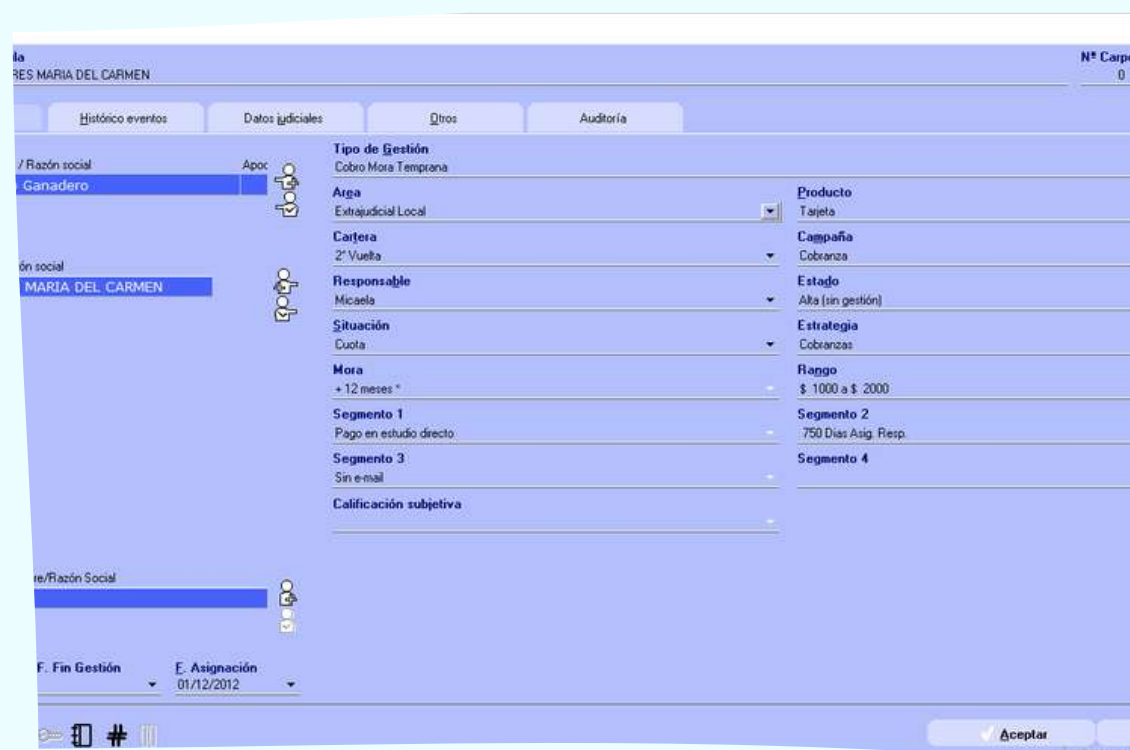 la
RES MARIA DEL CARMEN
Nª Carpe
0
Histórico eventos
Datos judiciales
Otros
Auditoría
/ Razón social
Apoc
Ganadero
ón social
MARIA DEL CARMEN
re/Razón Social
F. Fin Gestión
F. Asignación
01/12/2012
Tipo de Gestión
Cobro Mora Temprana
Area
Extrajudicial Local
Producto
Tarjeta
Cartera
2ª Vuelta
Campaña
Cobranza
Responsable
Micaela
Estado
Alta (sin gestión)
Situación
Cuota
Estrategia
Cobranzas
Mora
+ 12 meses *
Rango
$ 1000 a $ 2000
Segmento 1
Pago en estudio directo
Segmento 2
750 Dias Asig. Resp.
Segmento 3
Sin e-mail
Segmento 4
Calificación subjetiva
#
Aceptar